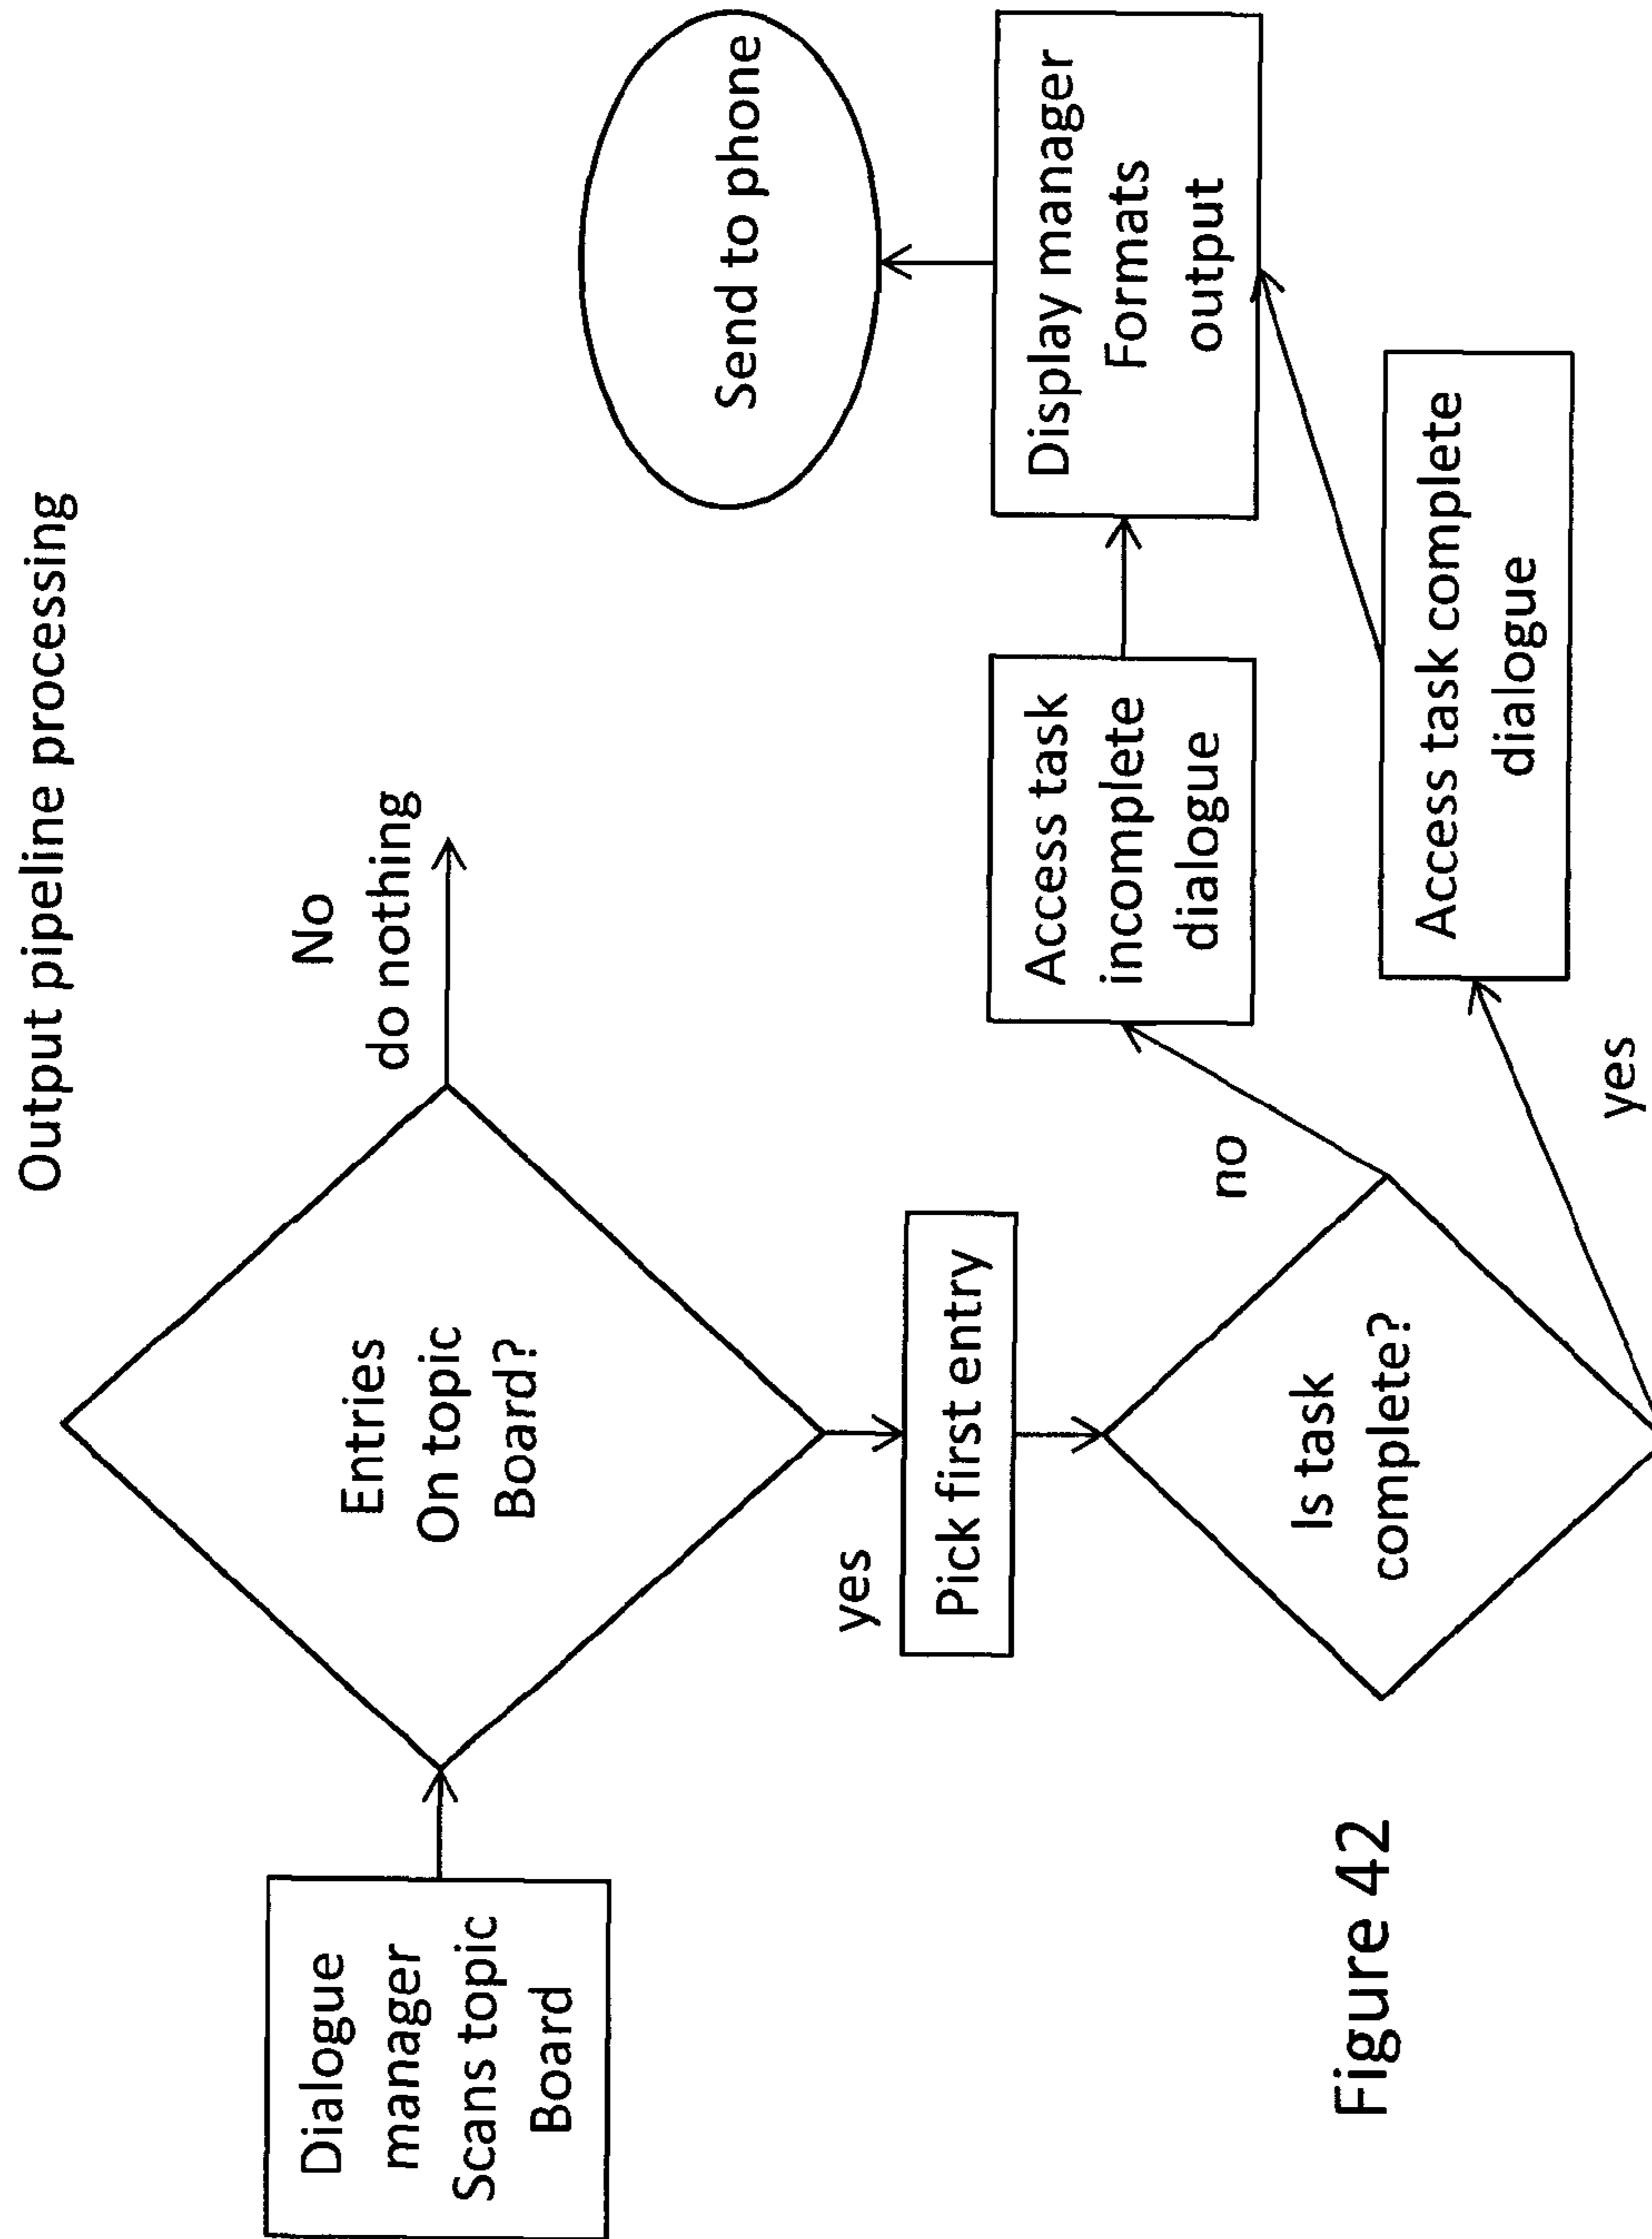 Output pipeline processing
Dialogue
manager
Scans topic
Board
Entries
On topic
Board?
No
do nothing
yes
Pick first entry
Is task
complete?
no
yes
Access task
incomplete
dialogue
Access task complete
dialogue
Display manager
Formats
output
Send to phone
Figure 42